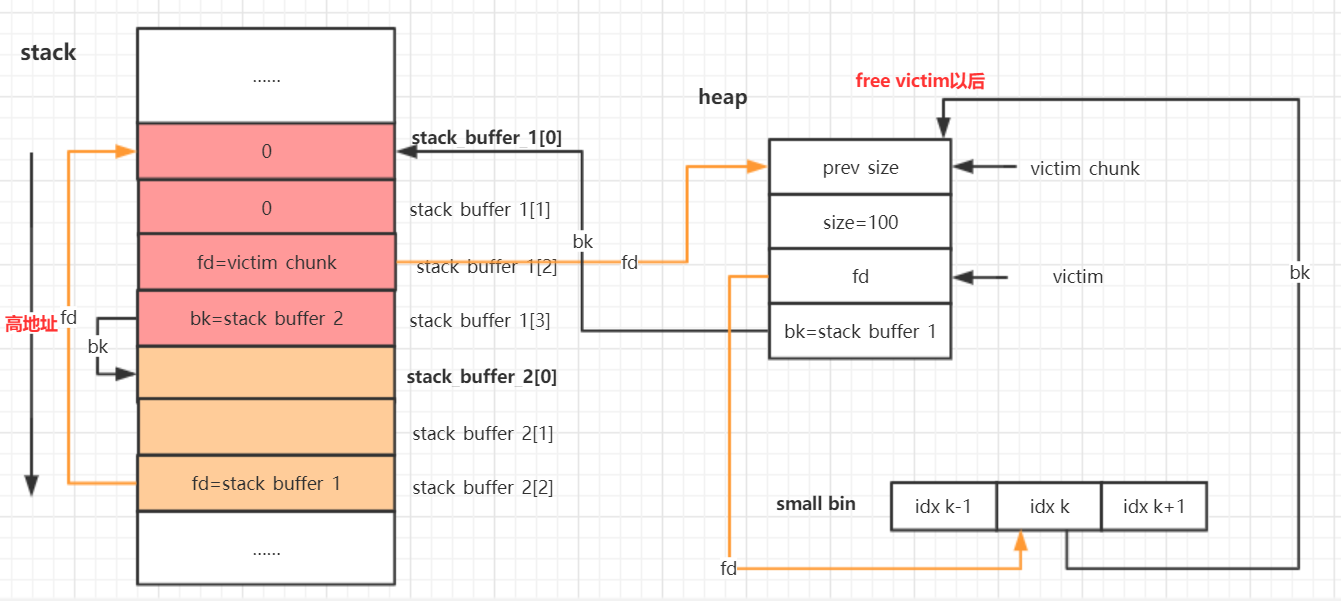 stack
......
0
stack_buffer_1[0]
0
stack buffer 1[1]
fd=victim chunk
stack buffer 1[2]
bk=stack buffer 2
stack buffer 1[3]
stack_buffer_2[0]
stack buffer 2[1]
fd=stack buffer 1
stack buffer 2[2]
......
高地址
fd
bk
bk
fd
heap
free victim以后
prev size
victim chunk
size=100
fd
victim
bk=stack buffer 1
bk
fd
small bin
idx k-1
idx k
idx k+1